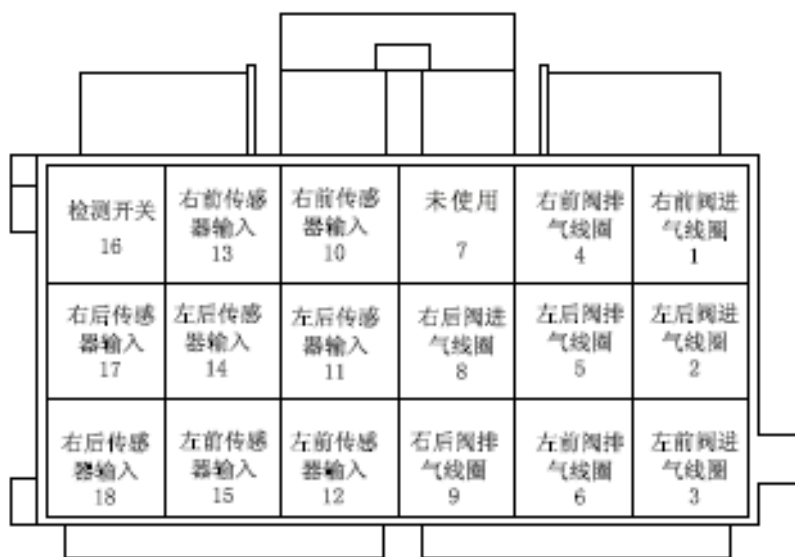 检测开关
16
右前传感
器输入
13
右前传感
器输入
10
未使用
7
右前阀排
气线圈
4
右前阀进
气线圈
1
右后传感
器输入
17
左后传感
器输入
14
左后传感
器输入
11
右后阀进
气线圈
8
左后阀排
气线圈
5
左后阀进
气线圈
2
右后传感
器输入
18
左前传感
器输入
15
左前传感
器输入
12
右后阀排
气线圈
9
左前阀排
气线圈
6
左前阀进
气线圈
3